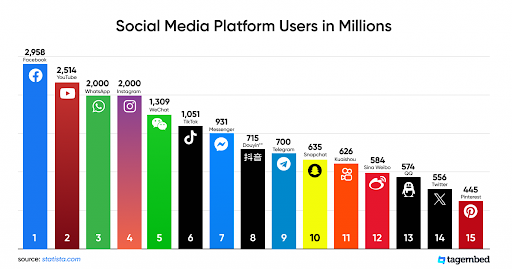 Social Media Platform Users in Millions
2,958
Facebook
2,514
YouTube
2,000
WhatsApp
2,000
Instagram
1,309
WeChat
1,051
TikTok
931
Messenger
715
Douyin**
抖音
700
Telegram
635
Snapchat
626
Kuaishou
584
Sina Weibo
574
QQ
556
Twitter
445
Pinterest
1 2 3 4 5 6 7 8 9 10 11 12 13 14 15
source: statista.com
tagembed